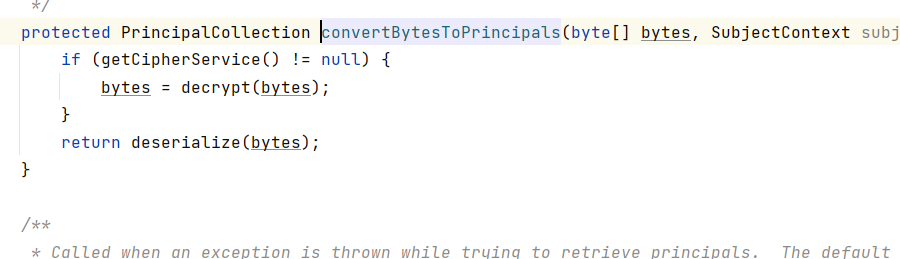 */
protected PrincipalCollection convertBytesToPrincipals(byte[] bytes, SubjectContext subj
if (getCipherService() != null) {
bytes = decrypt(bytes);
}
return deserialize(bytes);
}
/**
* Called when an exception is thrown while trying to retrieve principals.  The default